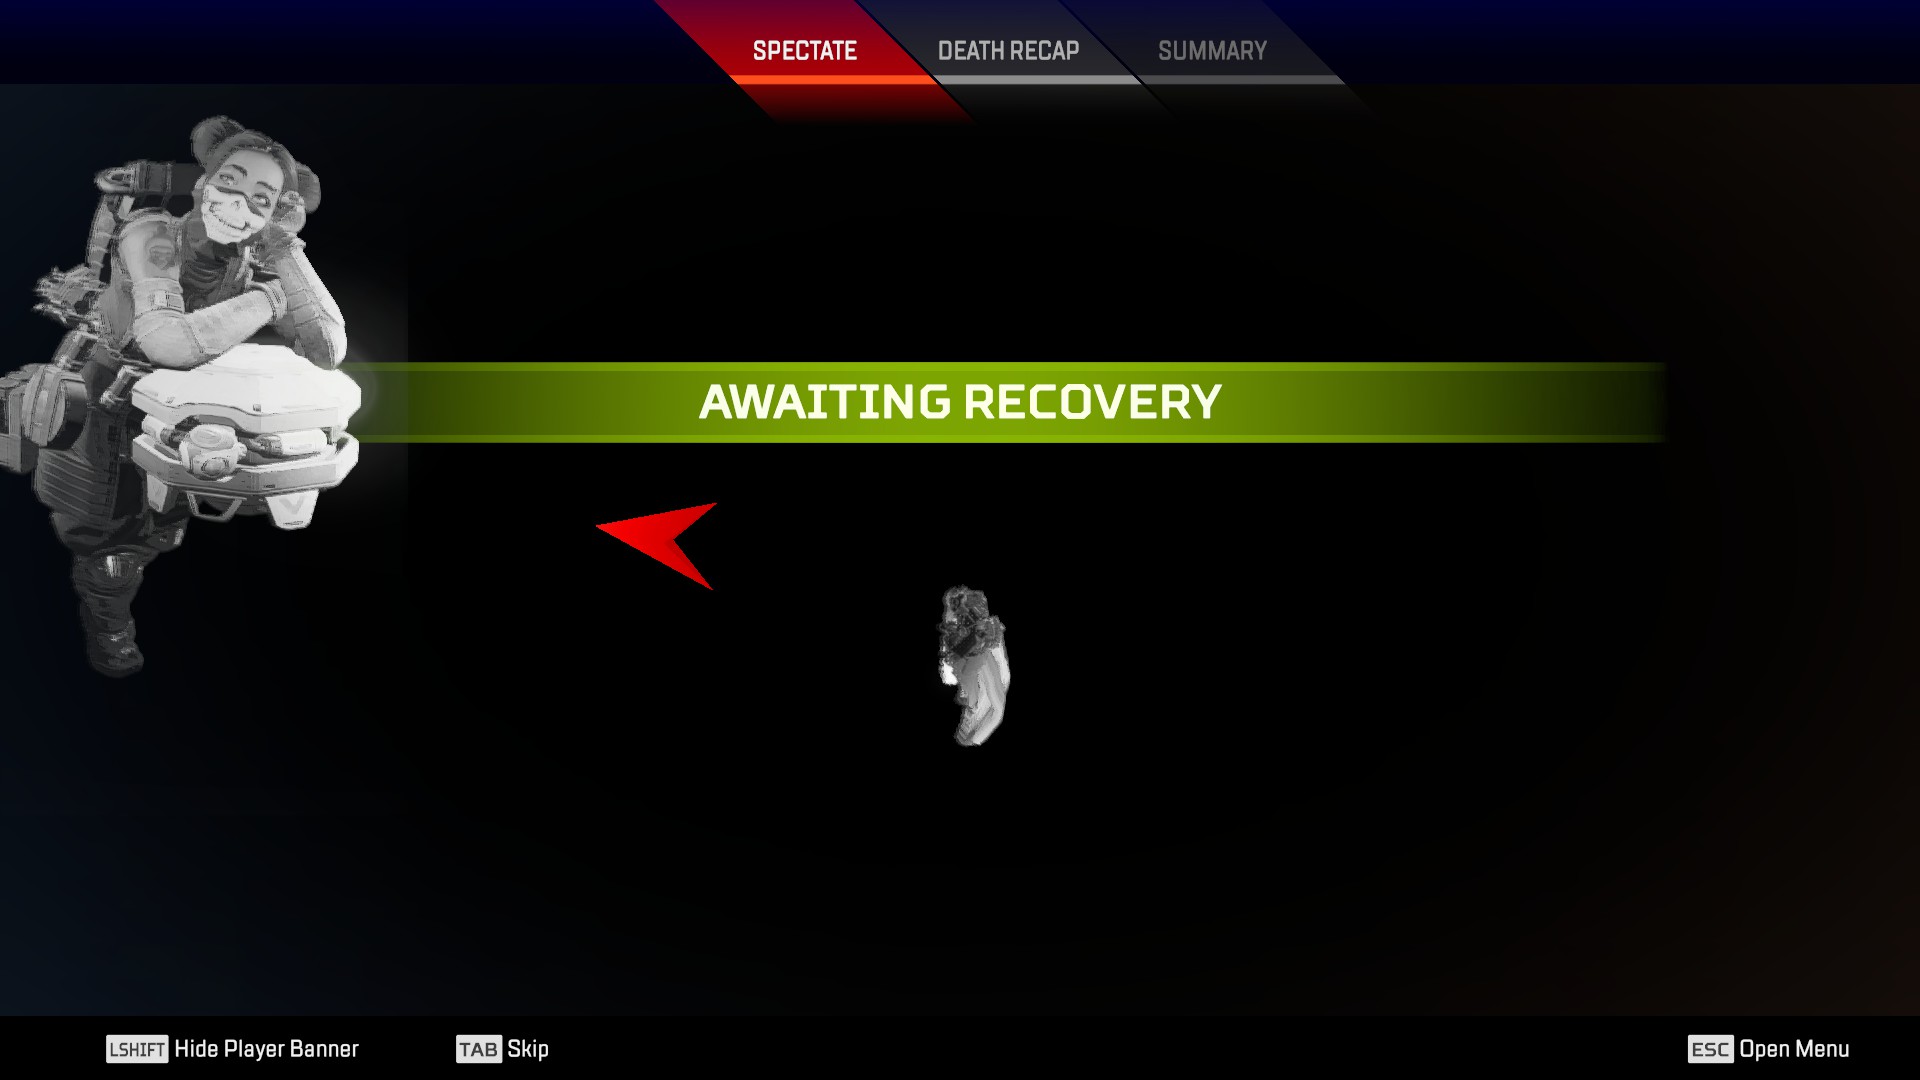 SPECTATE
DEATH RECAP
SUMMARY
AWAITING RECOVERY
LSHIFT Hide Player Banner
TAB Skip
ESC Open Menu